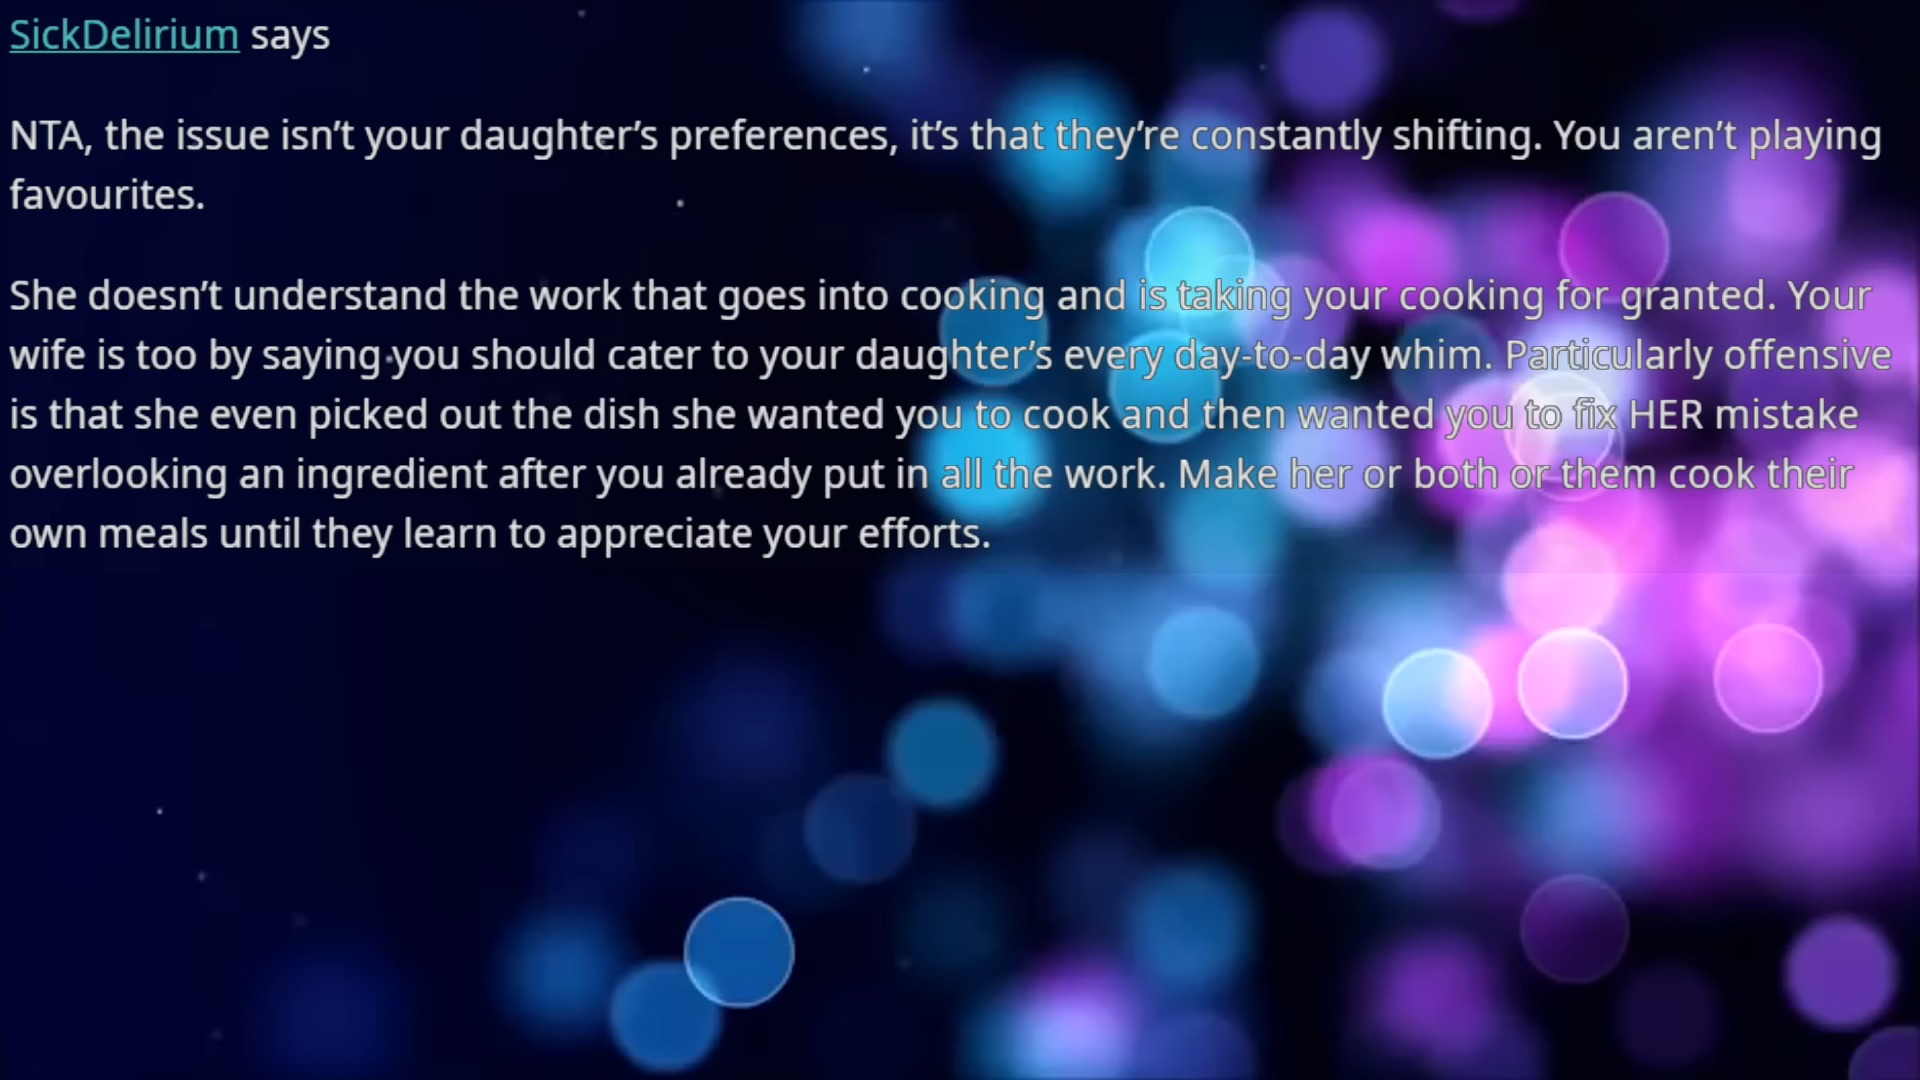 SickDelirium says
NTA, the issue isn’t your daughter’s preferences, it’s that they’re constantly shifting. You aren’t playing
favourites.
She doesn’t understand the work that goes into cooking and is taking your cooking for granted. Your
wife is too by saying you should cater to your daughter’s every day-to-day whim. Particularly offensive
is that she even picked out the dish she wanted you to cook and then wanted you to fix HER mistake
overlooking an ingredient after you already put in all the work. Make her or both or them cook their
own meals until they learn to appreciate your efforts.